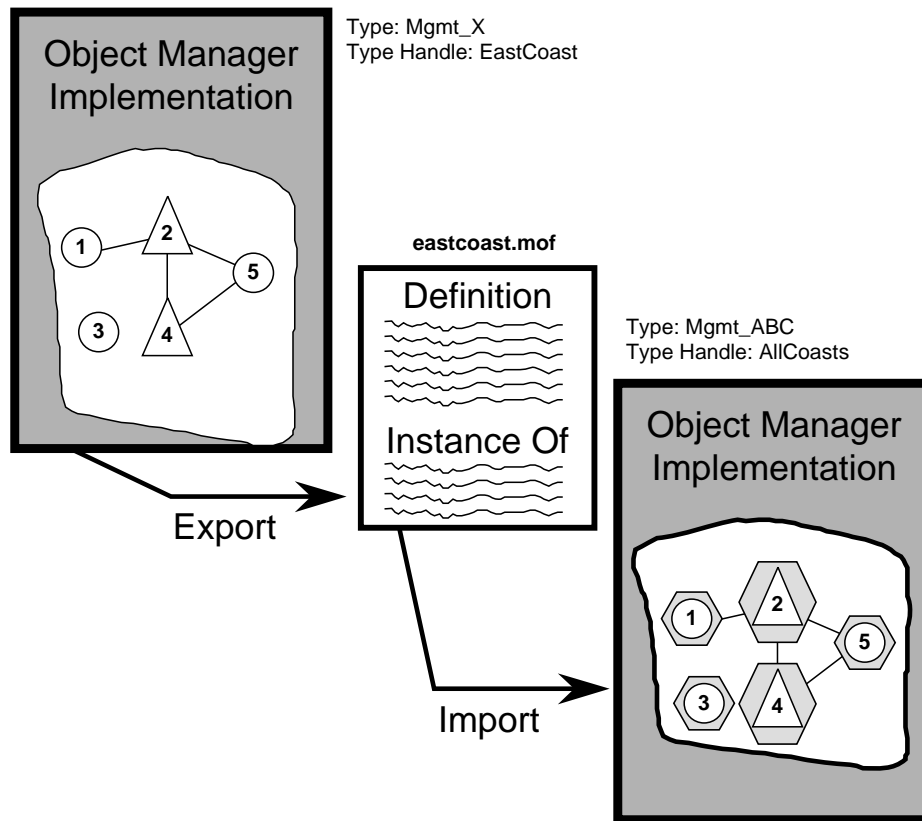 Object Manager
Implementation
Type: Mgmt_X
Type Handle: EastCoast
1
2
5
3
4
Export
eastcoast.mof
Definition
Instance Of
Import
Type: Mgmt_ABC
Type Handle: AllCoasts
Object Manager
Implementation
1
2
5
3
4